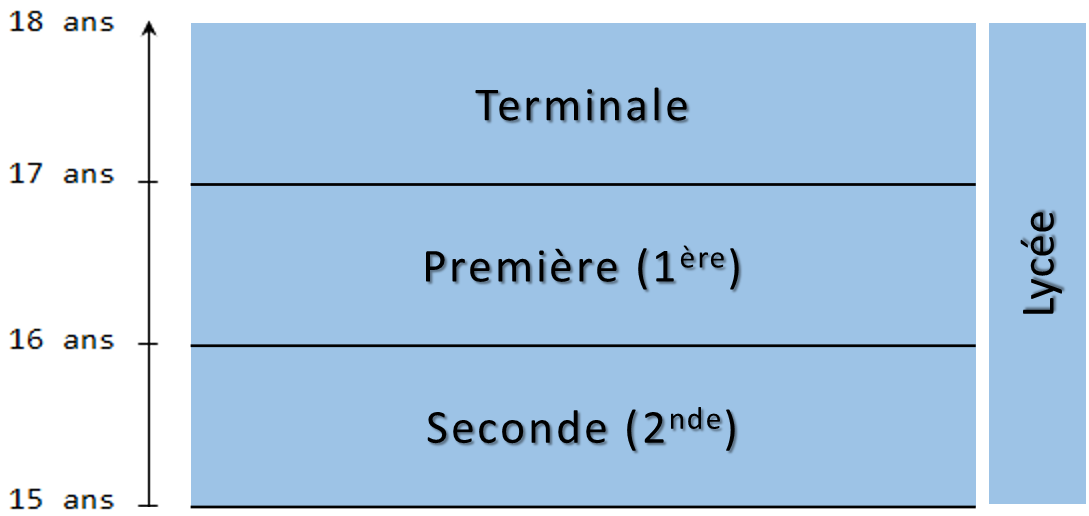 18 ans
Terminale
17 ans
Première (1ère)
16 ans
Seconde (2nde)
15 ans
Lycée